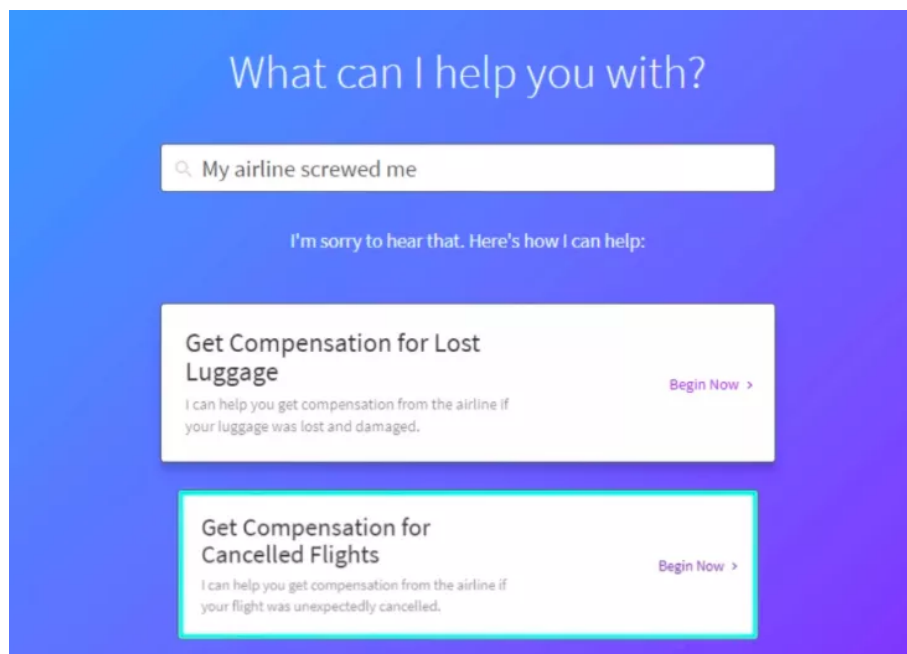 What can I help you with?
My airline screwed me
I'm sorry to hear that. Here's how I can help:
Get Compensation for Lost
Luggage
I can help you get compensation from the airline if
your luggage was lost and damaged.
Begin Now >
Get Compensation for
Cancelled Flights
I can help you get compensation from the airline if
your flight was unexpectedly cancelled.
Begin Now >